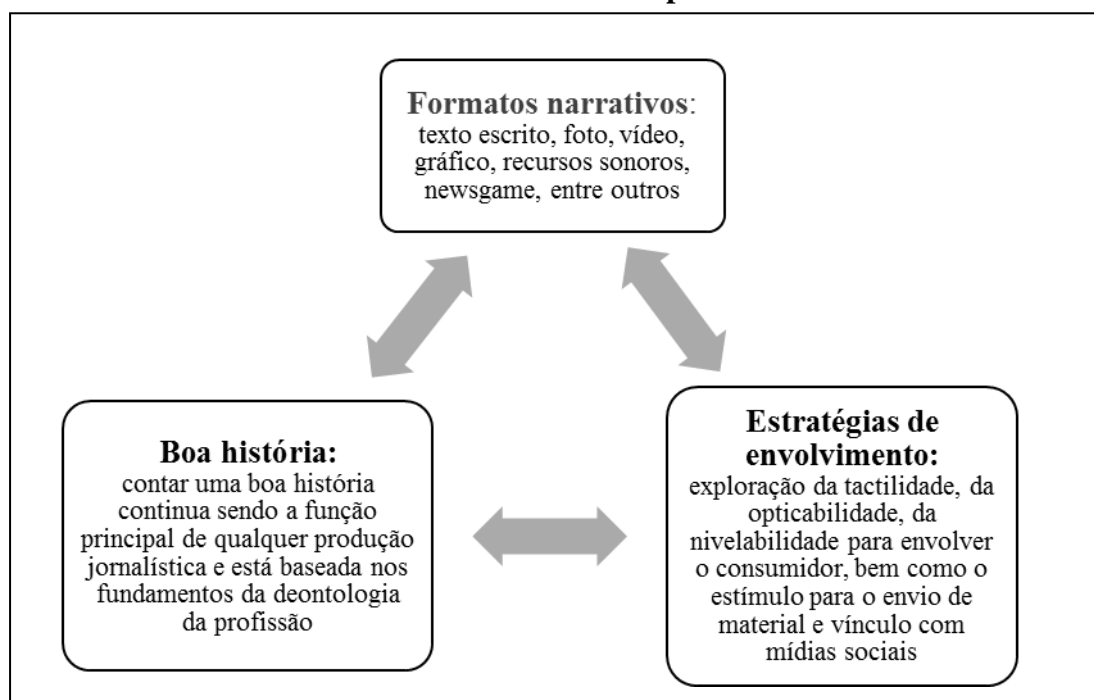 Formatos narrativos:
texto escrito, foto, vídeo,
gráfico, recursos sonoros,
newsgame, entre outros
Boa história:
contar uma boa história
continua sendo a função
principal de qualquer produção
jornalística e está baseada nos
fundamentos da deontologia
da profissão
Estratégias de
envolvimento:
exploração da tactilidade, da
opticabilidade, da
nivelabilidade para envolver
o consumidor, bem como o
estímulo para o envio de
material e vínculo com
mídias sociais